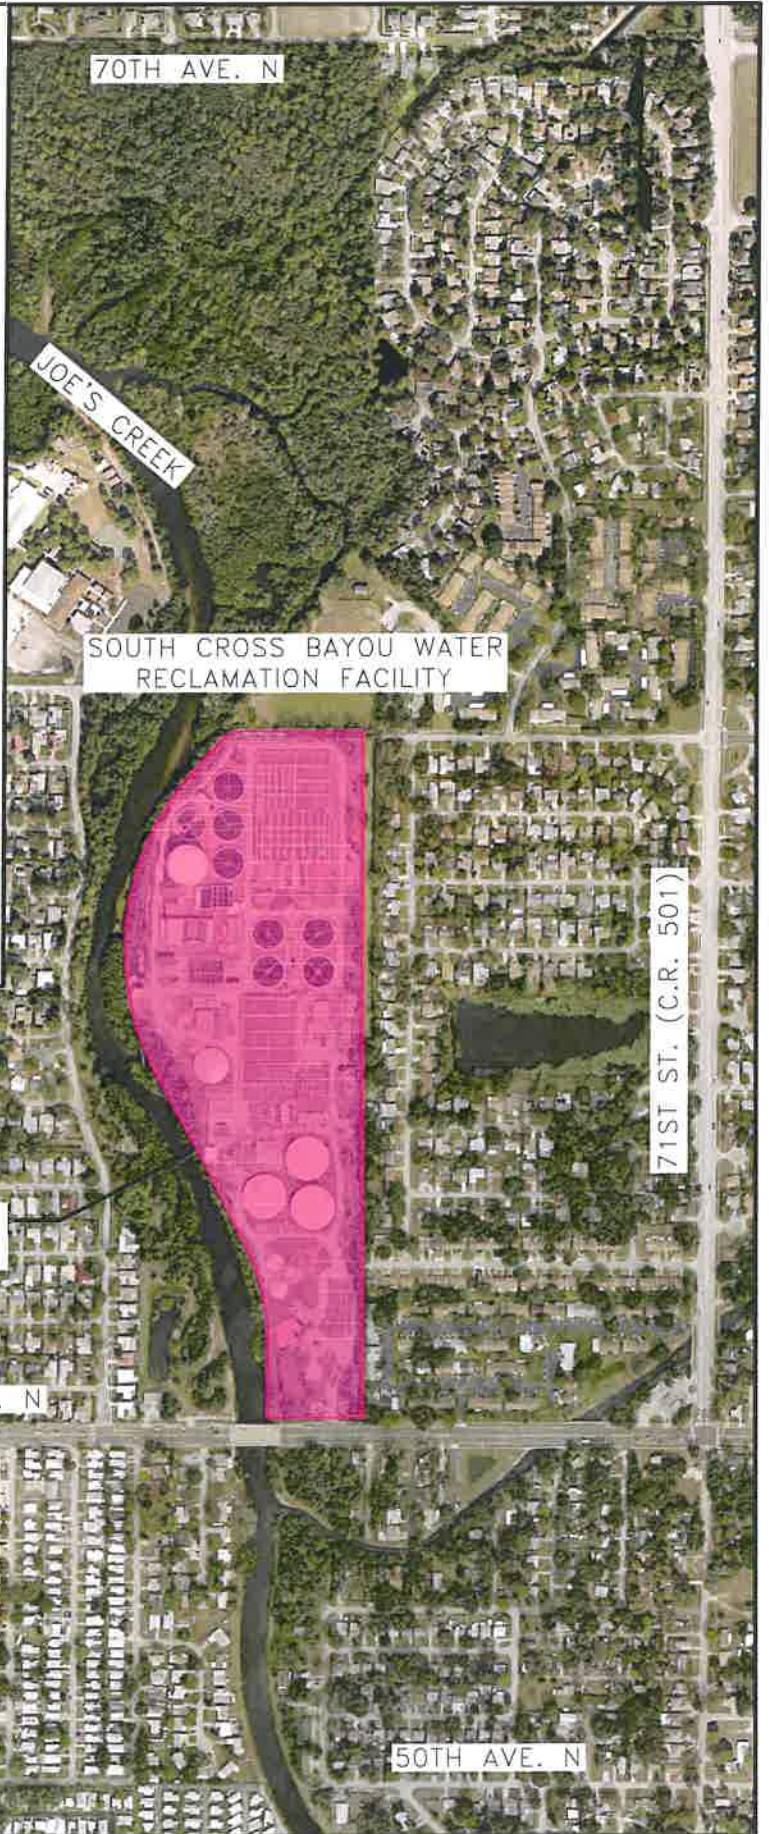 70TH AVE. N
JOE'S CREEK
SOUTH CROSS BAYOU WATER
RECLAMATION FACILITY
71ST ST. (C.R. 501)
. N
50TH AVE. N